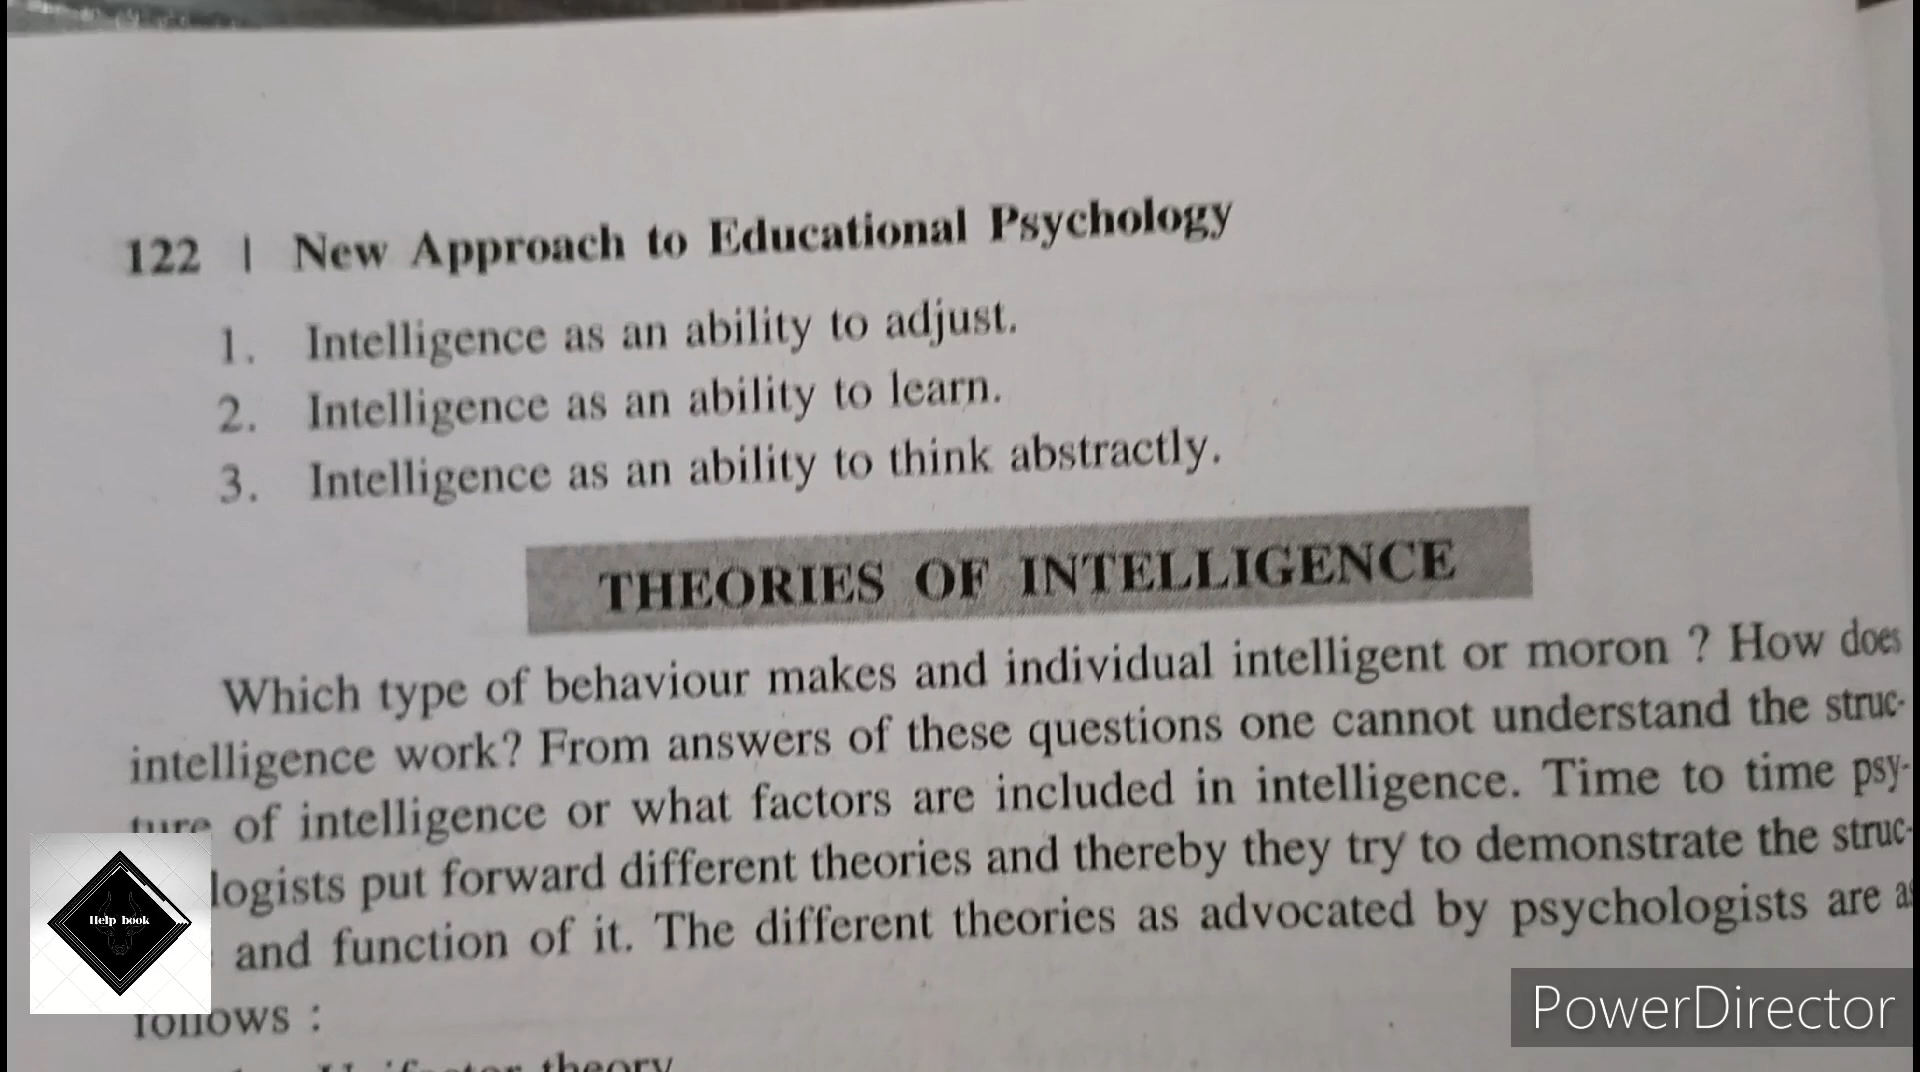 122 | New Approach to Educational Psychology
1. Intelligence as an ability to adjust.
2. Intelligence as an ability to learn.
3. Intelligence as an ability to think abstractly.
THEORIES OF INTELLIGENCE
Which type of behaviour makes and individual intelligent or moron ? How does
intelligence work? From answers of these questions one cannot understand the struc-
ture of intelligence or what factors are included in intelligence. Time to time psy-
logists put forward different theories and thereby they try to demonstrate the struc-
and function of it. The different theories as advocated by psychologists are as
follows :
theory
Help book
PowerDirector